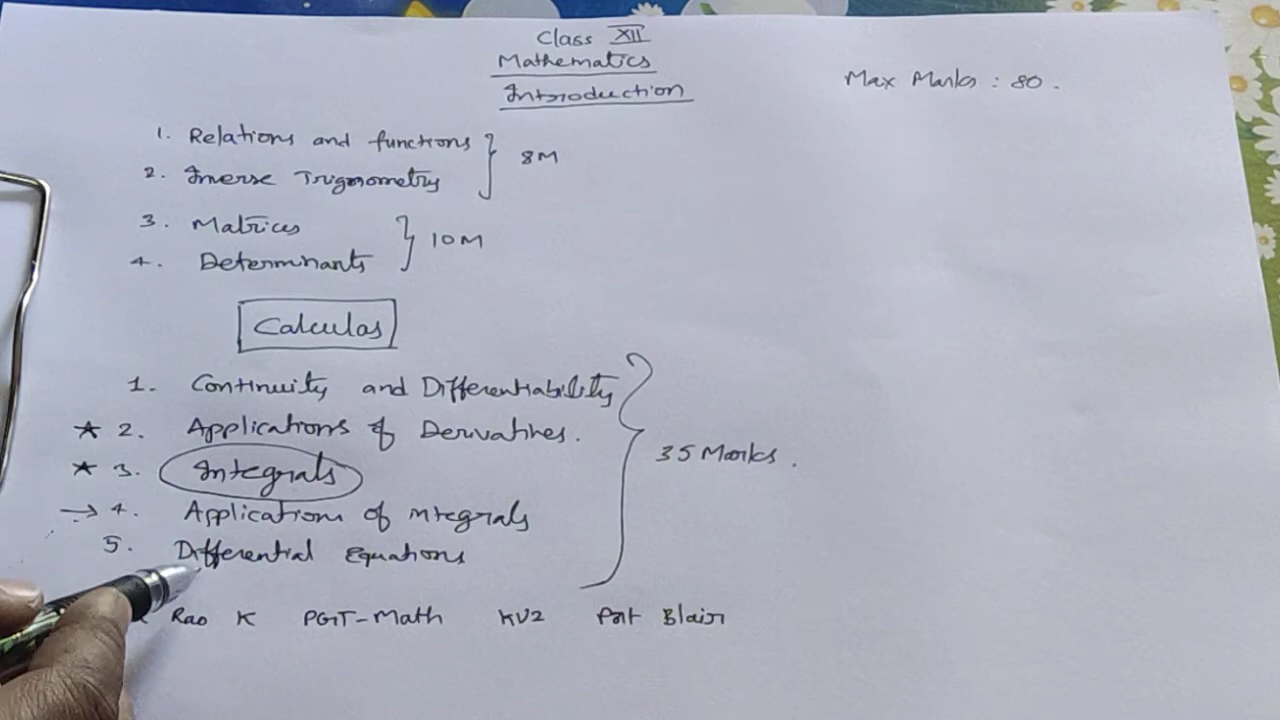 Class XII
Mathematics
Introduction
Max Marks : 80.
1. Relations and functions
2. Inverse Trigonometry
8M
3. Matrices
4. Determinants
10M
Calculas
1. Continuity and Differentiability
★ 2. Applications of Derivatives.
★ 3. Integrals
→ 4. Applications of integrals
5. Differential Equations
35 Marks.
Rao K PGT-Math KV2 Port Blair